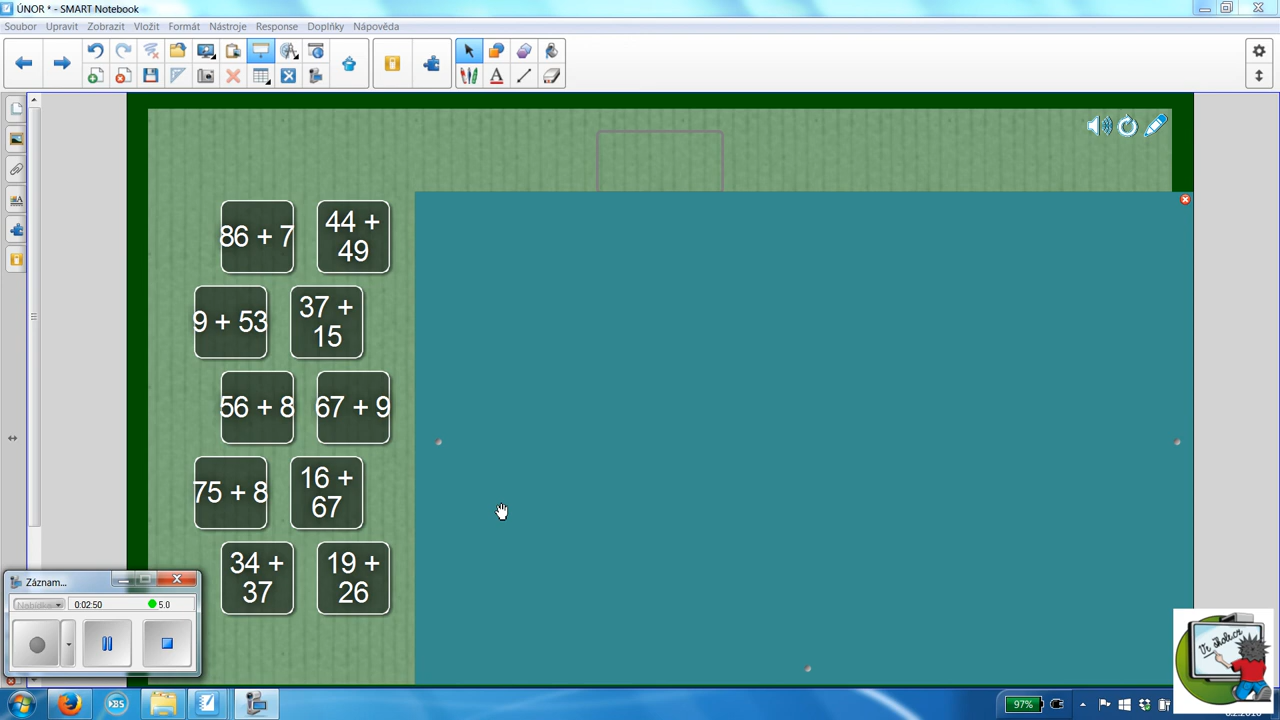 ÚNOR * - SMART Notebook
Soubor Upravit Zobrazit Vložit Formát Nástroje Response Doplňky Nápověda
86 + 7
44 +
49
9 + 53
37 +
15
56 + 8
67 + 9
75 + 8
16 +
67
34 +
37
19 +
26
Záznam...
Nabídka
0:02:50
5.0
97%